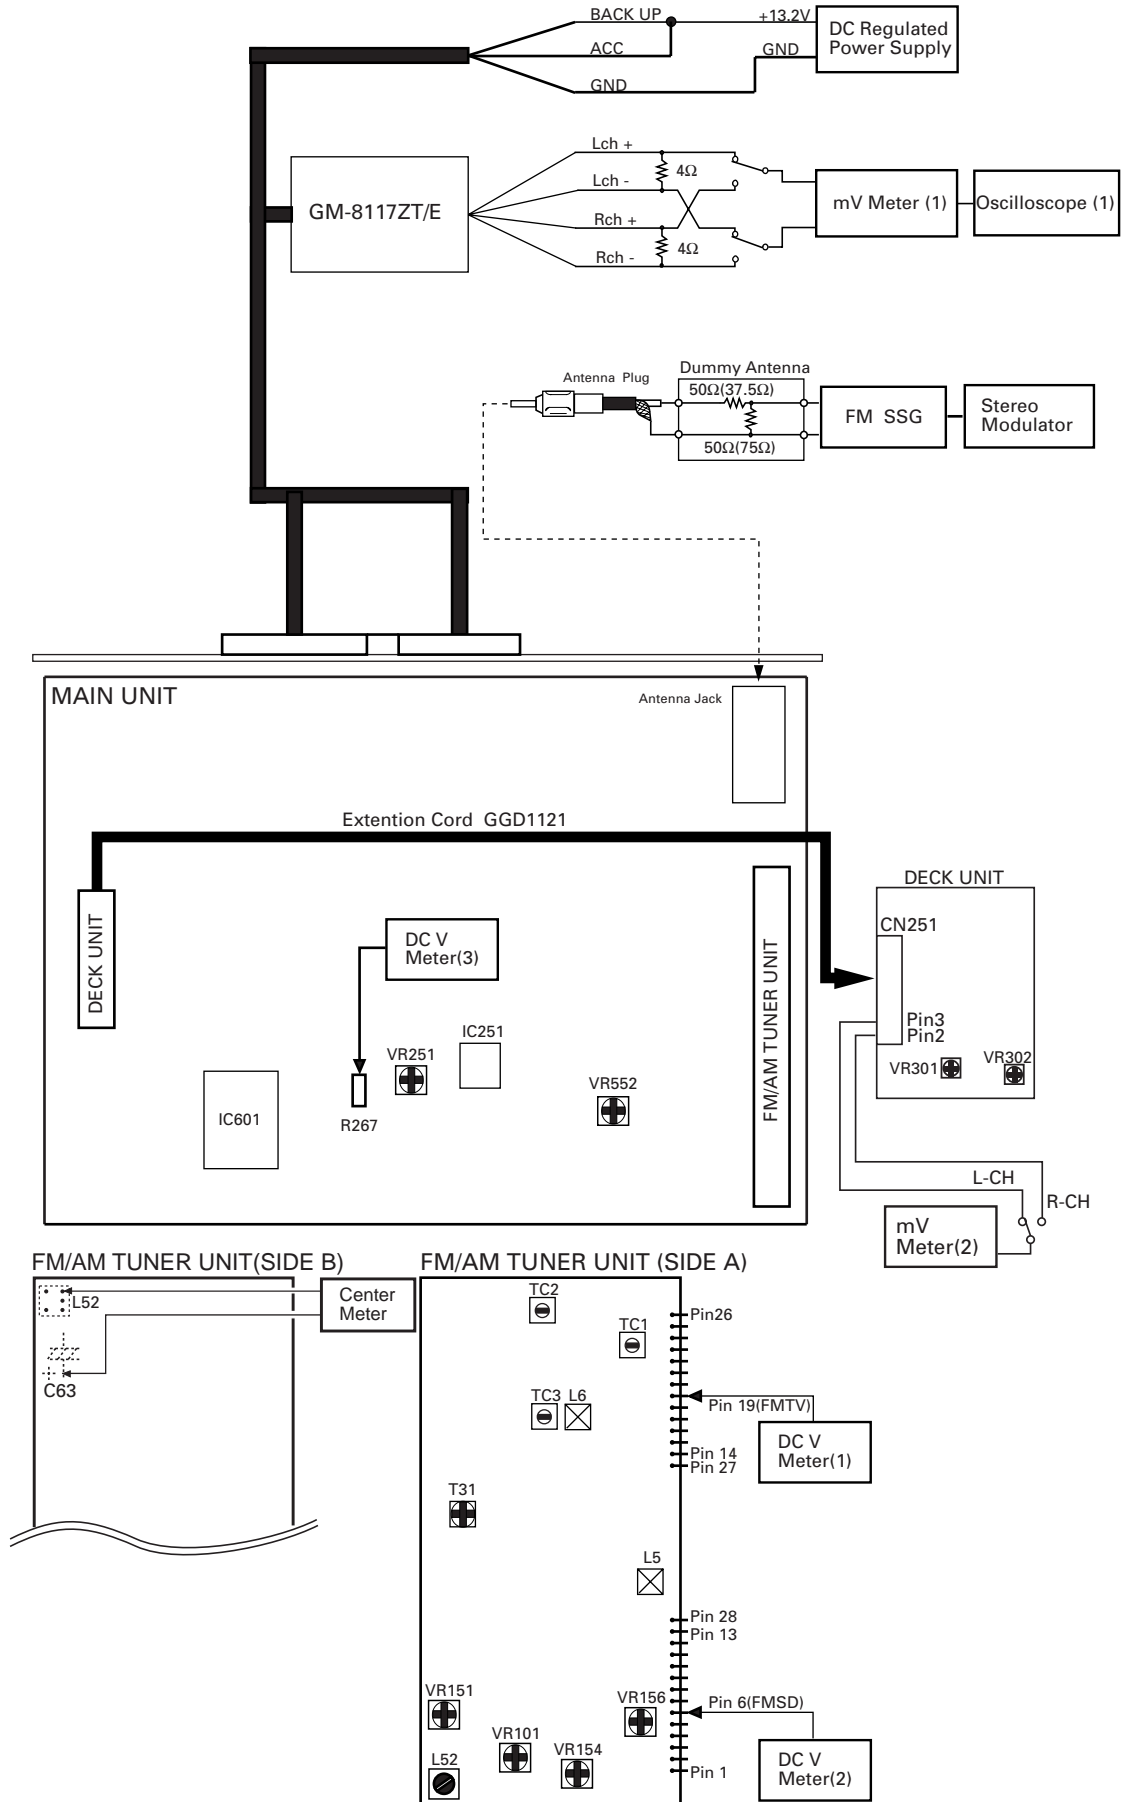 BACK UP
+13.2V
DC Regulated
Power Supply
ACC
GND
GND
Lch +
4Ω
Lch -
GM-8117ZT/E
mV Meter (1)
Oscilloscope (1)
Rch +
4Ω
Rch -
Dummy Antenna
Antenna Plug
50Ω(37.5Ω)
FM SSG
Stereo
Modulator
50Ω(75Ω)
MAIN UNIT
Antenna Jack
Extention Cord GGD1121
DECK UNIT
CN251
DECK UNIT
DC V
Meter(3)
FM/AM TUNER UNIT
Pin3
Pin2
IC251
VR251
VR301
VR302
VR552
IC601
R267
L-CH
R-CH
mV
Meter(2)
FM/AM TUNER UNIT(SIDE B)
FM/AM TUNER UNIT (SIDE A)
L52
Center
Meter
C63
TC2
TC1
Pin26
TC3 L6
Pin 19(FMTV)
DC V
Meter(1)
Pin 14
Pin 27
T31
L5
Pin 28
Pin 13
VR151
VR156
Pin 6(FMSD)
VR101
VR154
L52
DC V
Meter(2)
Pin 1